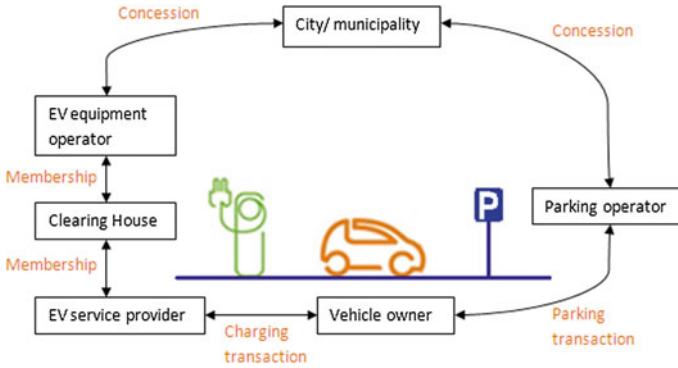 Concession
City/ municipality
Concession
EV equipment
operator
Membership
Clearing House
P
Parking operator
Membership
EV service provider
Charging
transaction
Vehicle owner
Parking
transaction